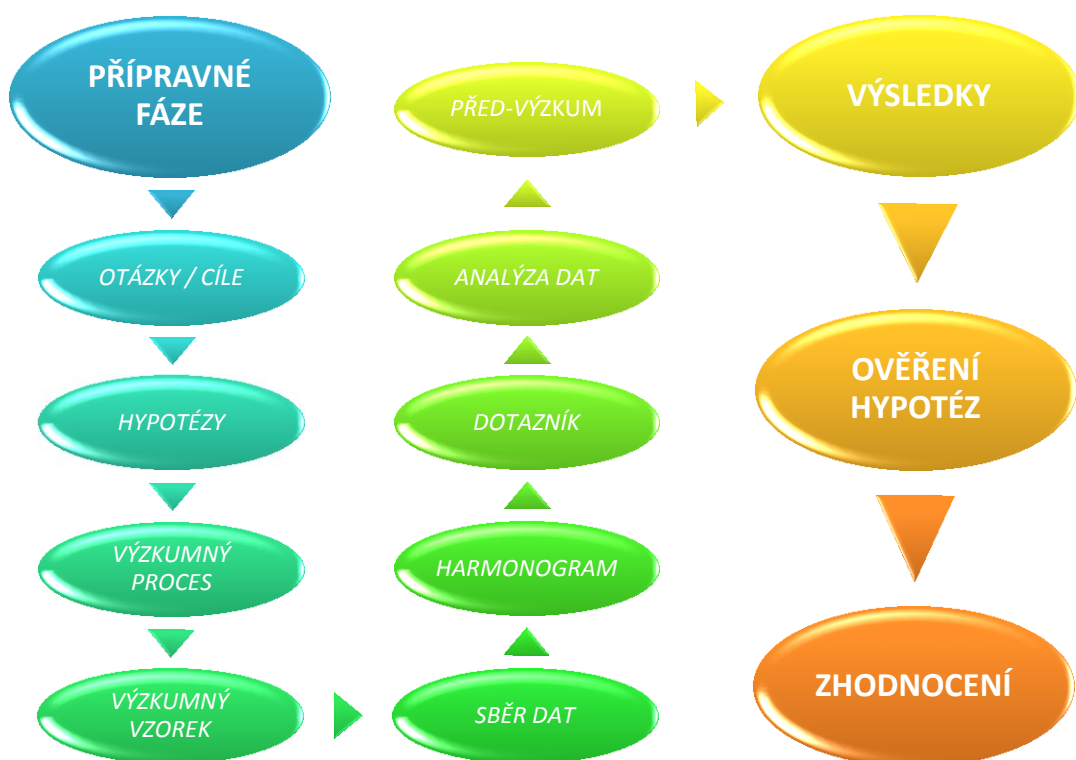 PŘÍPRAVNÉ
FÁZE
OTÁZKY / CÍLE
HYPOTÉZY
VÝZKUMNÝ
PROCES
VÝZKUMNÝ
VZOREK
SBĚR DAT
HARMONOGRAM
DOTAZNÍK
ANALÝZA DAT
PŘED-VÝZKUM
VÝSLEDKY
OVĚŘENÍ
HYPOTÉZ
ZHODNOCENÍ